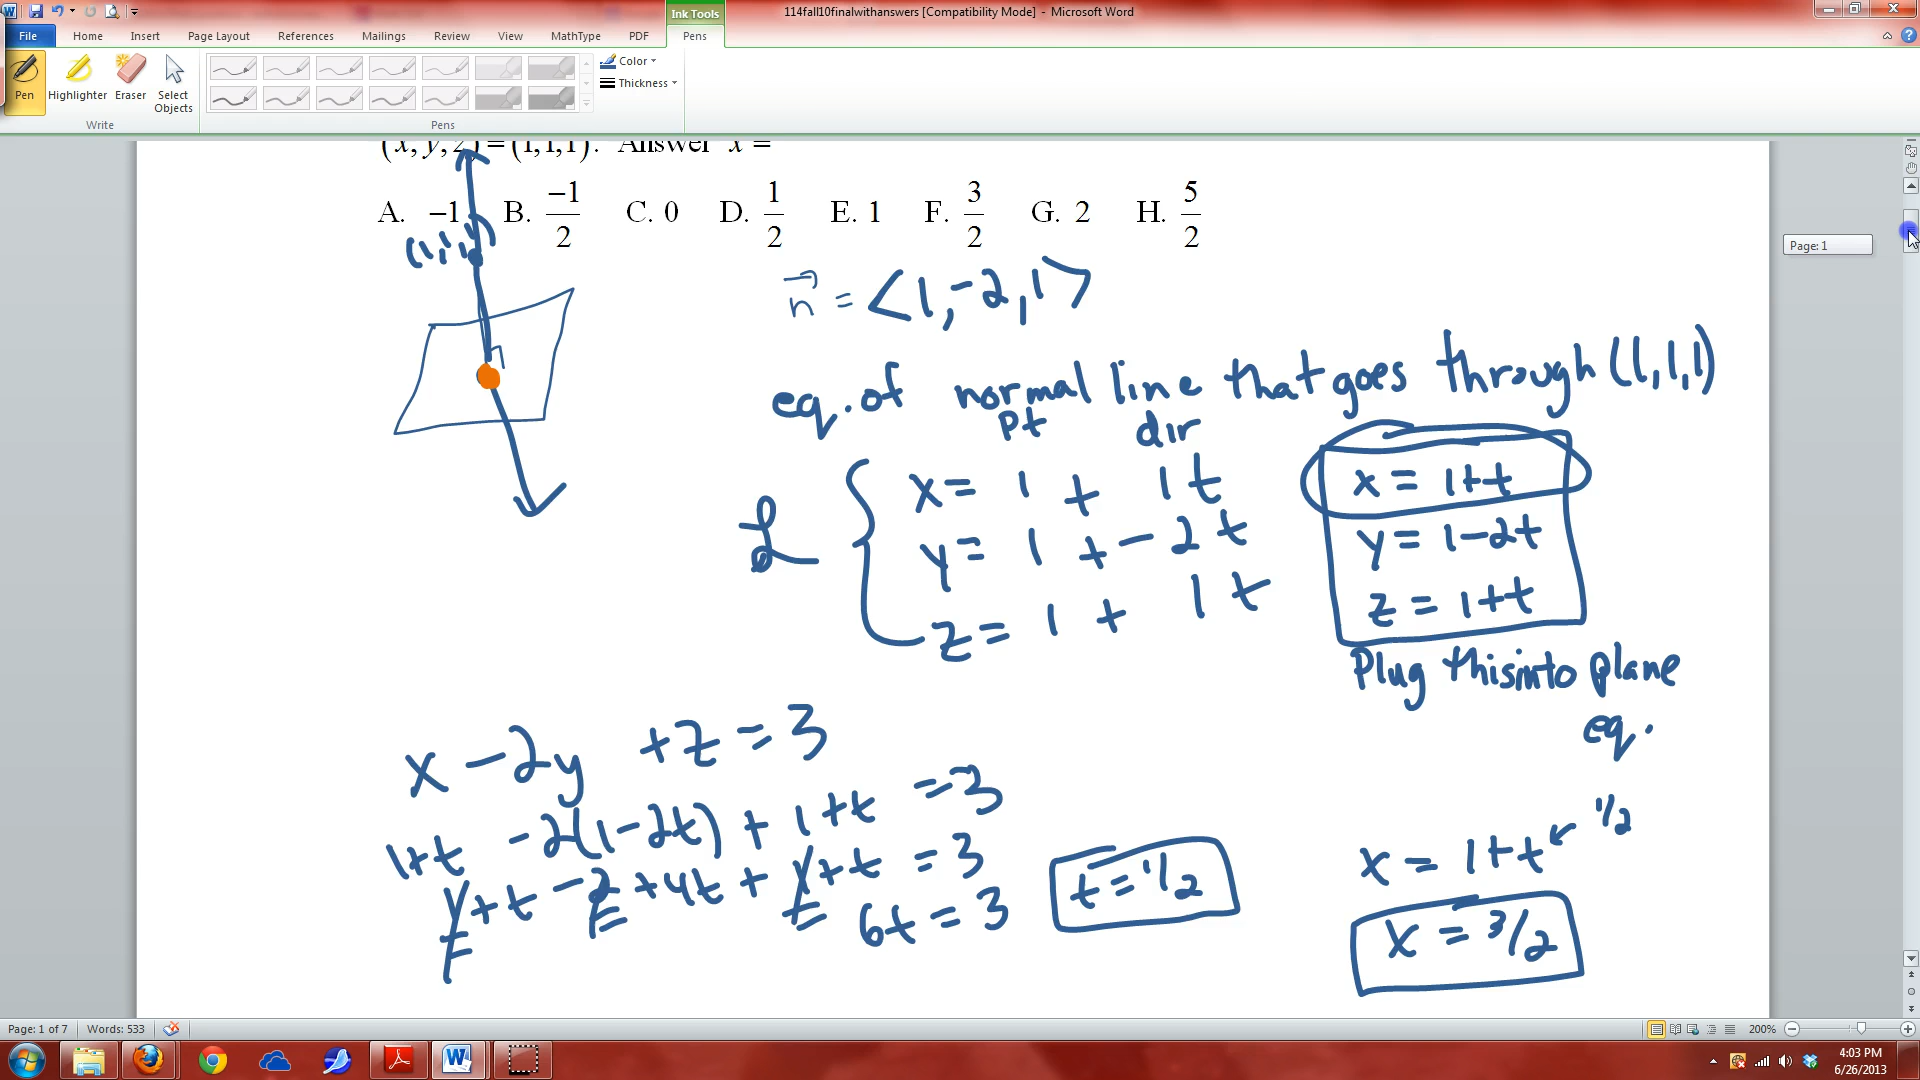 114fall10finalwithanswers [Compatibility Mode] - Microsoft Word
Ink Tools
File Home Insert Page Layout References Mailings Review View MathType PDF Pens
Pen Highlighter Eraser Select Objects
Color
Thickness
Write Pens
(x, y, z) = (1,1,1). Answer x =
A. −1 B. −1/2 C. 0 D. 1/2 E. 1 F. 3/2 G. 2 H. 5/2
Page: 1
(1,1,1)
n⃗ = <1,-2,1>
eq. of normal line that goes through (1,1,1)
pt dir
L { x = 1 + 1t
y = 1 + -2t
z = 1 + 1t
x = 1+t
y = 1-2t
z = 1+t
Plug this into plane
eq.
x - 2y + z = 3
1+t - 2(1-2t) + 1+t = 3
1+t - 2 + 4t + 1+t = 3
6t = 3
t = 1/2
x = 1+t 1/2
x = 3/2
Page: 1 of 7 Words: 533 200%
4:03 PM
6/26/2013